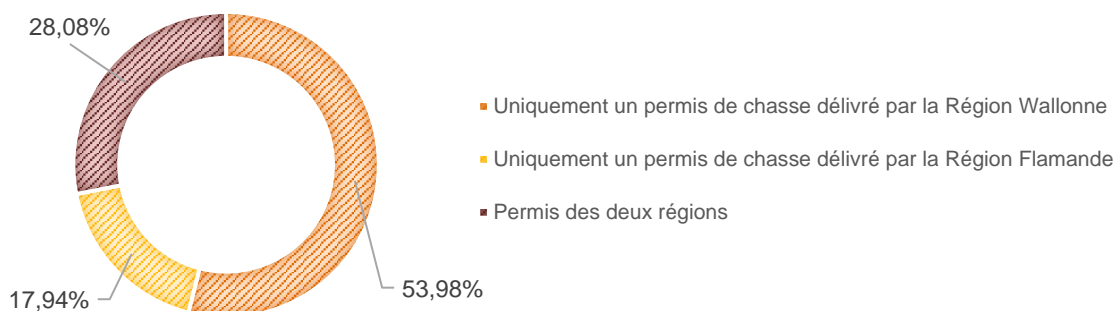 28,08%
Uniquement un permis de chasse délivré par la Région Wallonne
Uniquement un permis de chasse délivré par la Région Flamande
Permis des deux régions
17,94%
53,98%